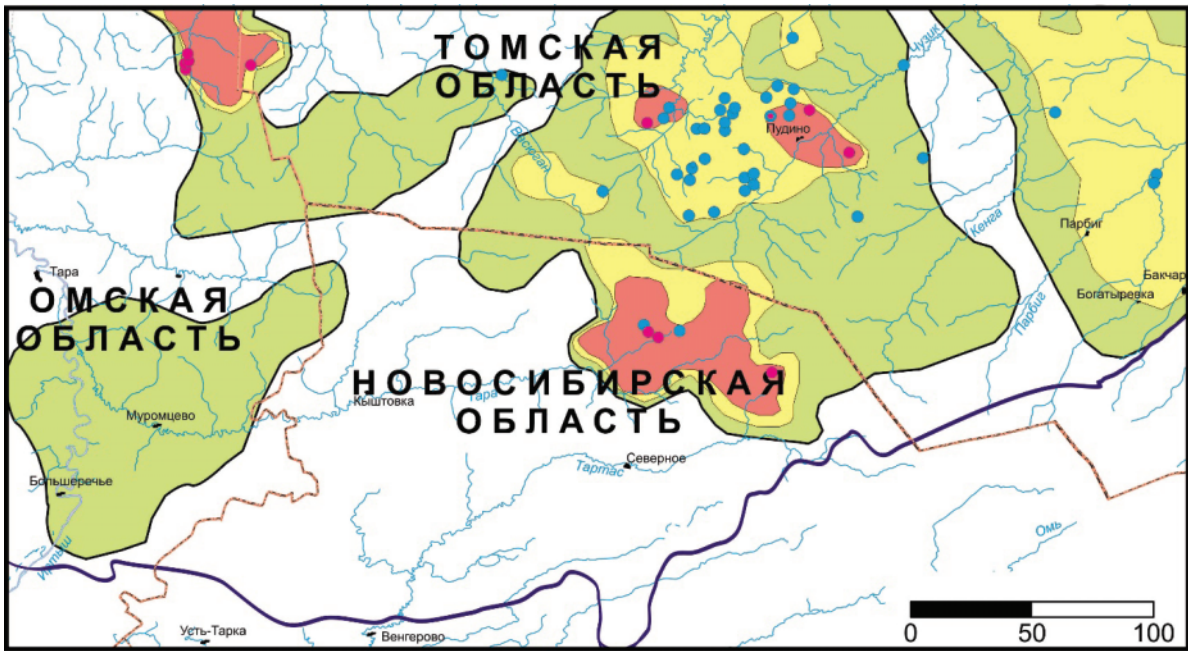 ТОМСКАЯ
ОБЛАСТЬ
Чузик
Васюган
Пудино
Кенга
Парбиг
Тара
Бакчар
ОМСКАЯ
ОБЛАСТЬ
Богатыревка
Парбиг
НОВОСИБИРСКАЯ
ОБЛАСТЬ
Кыштовка
Тара
Муромцево
Северное
Тартас
Большеречье
Омь
Иртыш
Усть-Тарка
Венгерово
0 50 100